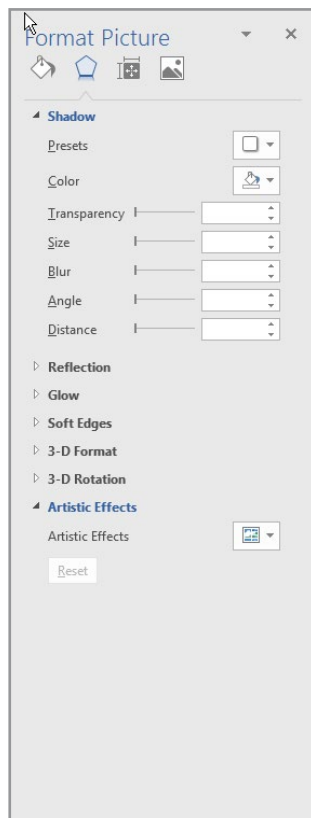 Format Picture
Shadow
Presets
Color
Transparency
Size
Blur
Angle
Distance
Reflection
Glow
Soft Edges
3-D Format
3-D Rotation
Artistic Effects
Artistic Effects
Reset